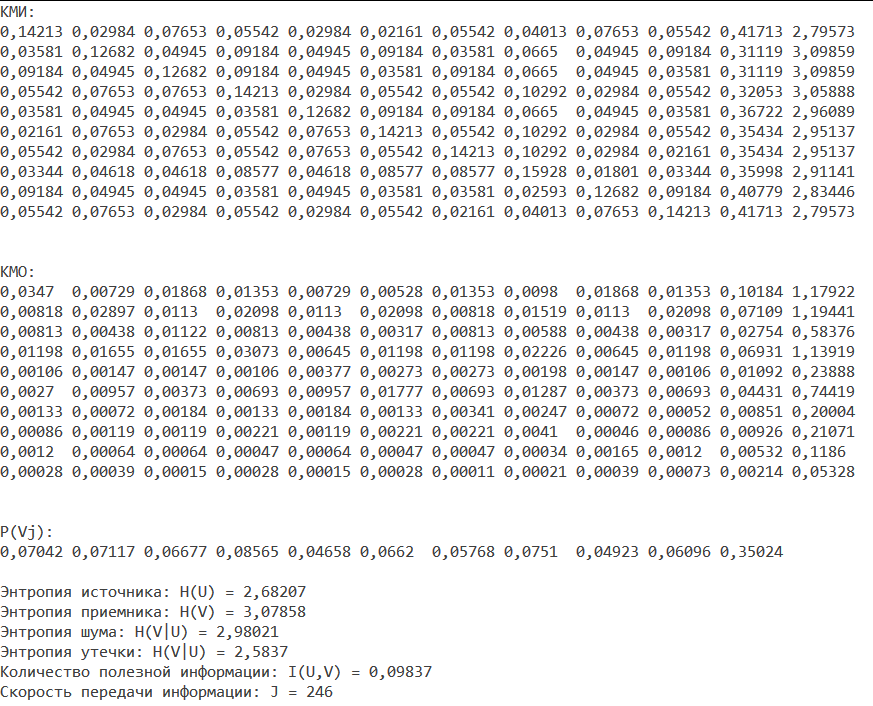 КМИ:
0,14213 0,02984 0,07653 0,05542 0,02984 0,02161 0,05542 0,04013 0,07653 0,05542 0,41713 2,79573
0,03581 0,12682 0,04945 0,09184 0,04945 0,09184 0,03581 0,0665 0,04945 0,09184 0,31119 3,09859
0,09184 0,04945 0,12682 0,09184 0,04945 0,03581 0,09184 0,0665 0,04945 0,03581 0,31119 3,09859
0,05542 0,07653 0,07653 0,14213 0,02984 0,05542 0,05542 0,10292 0,02984 0,05542 0,32053 3,05888
0,03581 0,04945 0,04945 0,03581 0,12682 0,09184 0,09184 0,0665 0,04945 0,03581 0,36722 2,96089
0,02161 0,07653 0,02984 0,05542 0,07653 0,14213 0,05542 0,10292 0,02984 0,05542 0,35434 2,95137
0,05542 0,02984 0,07653 0,05542 0,07653 0,05542 0,14213 0,10292 0,02984 0,02161 0,35434 2,95137
0,03344 0,04618 0,04618 0,08577 0,04618 0,08577 0,08577 0,15928 0,01801 0,03344 0,35998 2,91141
0,09184 0,04945 0,04945 0,03581 0,04945 0,03581 0,03581 0,02593 0,12682 0,09184 0,40779 2,83446
0,05542 0,07653 0,02984 0,05542 0,02984 0,05542 0,02161 0,04013 0,07653 0,14213 0,41713 2,79573
КМО:
0,0347 0,00729 0,01868 0,01353 0,00729 0,00528 0,01353 0,0098 0,01868 0,01353 0,10184 1,17922
0,00818 0,02897 0,0113 0,02098 0,0113 0,02098 0,00818 0,01519 0,0113 0,02098 0,07109 1,19441
0,00813 0,00438 0,01122 0,00813 0,00438 0,00317 0,00813 0,00588 0,00438 0,00317 0,02754 0,58376
0,01198 0,01655 0,01655 0,03073 0,00645 0,01198 0,01198 0,02226 0,00645 0,01198 0,06931 1,13919
0,00106 0,00147 0,00147 0,00106 0,00377 0,00273 0,00273 0,00198 0,00147 0,00106 0,01092 0,23888
0,0027 0,00957 0,00373 0,00693 0,00957 0,01777 0,00693 0,01287 0,00373 0,00693 0,04431 0,74419
0,00133 0,00072 0,00184 0,00133 0,00184 0,00133 0,00341 0,00247 0,00072 0,00052 0,00851 0,20004
0,00086 0,00119 0,00119 0,00221 0,00119 0,00221 0,00221 0,0041 0,00046 0,00086 0,00926 0,21071
0,0012 0,00064 0,00064 0,00047 0,00064 0,00047 0,00047 0,00034 0,00165 0,0012 0,00532 0,1186
0,00028 0,00039 0,00015 0,00028 0,00015 0,00028 0,00011 0,00021 0,00039 0,00073 0,00214 0,05328
P(Vj):
0,07042 0,07117 0,06677 0,08565 0,04658 0,0662 0,05768 0,0751 0,04923 0,06096 0,35024
Энтропия источника: H(U) = 2,68207
Энтропия приемника: H(V) = 3,07858
Энтропия шума: H(V|U) = 2,98021
Энтропия утечки: H(V|U) = 2,5837
Количество полезной информации: I(U,V) = 0,09837
Скорость передачи информации: J = 246